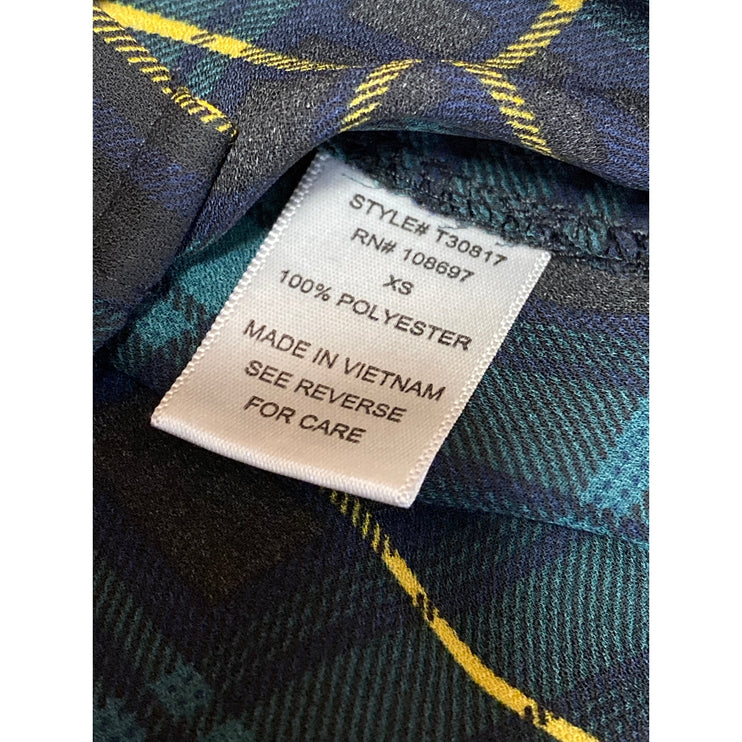 STYLE# T30817
RN# 108697
XS
100% POLYESTER
MADE IN VIETNAM
SEE REVERSE
FOR CARE